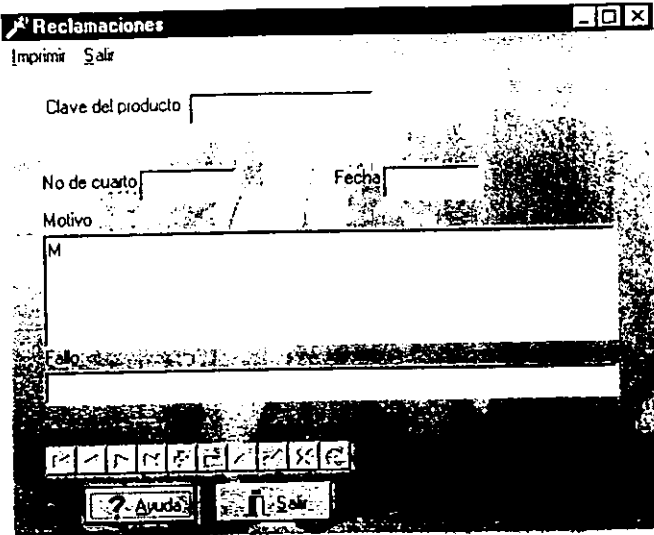 Reclamaciones
Imprimir Salir
Clave del producto
No de cuarto Fecha
Motivo
M
Fallo
? Ayuda Salir